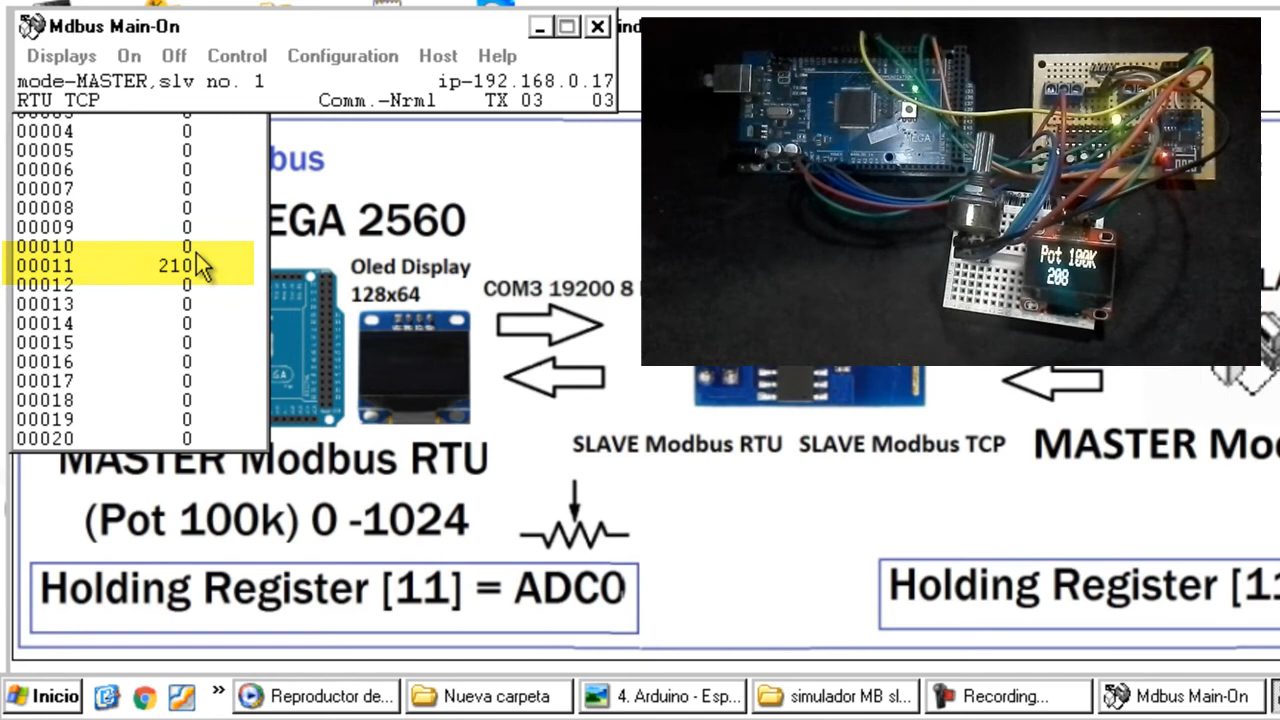 Mdbus Main-On
Displays On Off Control Configuration Host Help
mode-MASTER,slv no. 1 ip-192.168.0.17
RTU TCP Comm.-Nrml TX 03 03
00004 0
00005 0
00006 0
00007 0
00008 0
00009 0
00010 0
00011 210
00012 0
00013 0
00014 0
00015 0
00016 0
00017 0
00018 0
00019 0
00020 0
bus
EGA 2560
Oled Display
128x64
COM3 19200 8
MEGA
Pot 100K
208
MASTER Modbus RTU
SLAVE Modbus RTU SLAVE Modbus TCP
MASTER Mo
(Pot 100k) 0 -1024
Holding Register [11] = ADC0
Holding Register [11
Inicio
»
Reproductor de...
Nueva carpeta
4. Arduino - Esp...
simulador MB sl...
Recording...
Mdbus Main-On